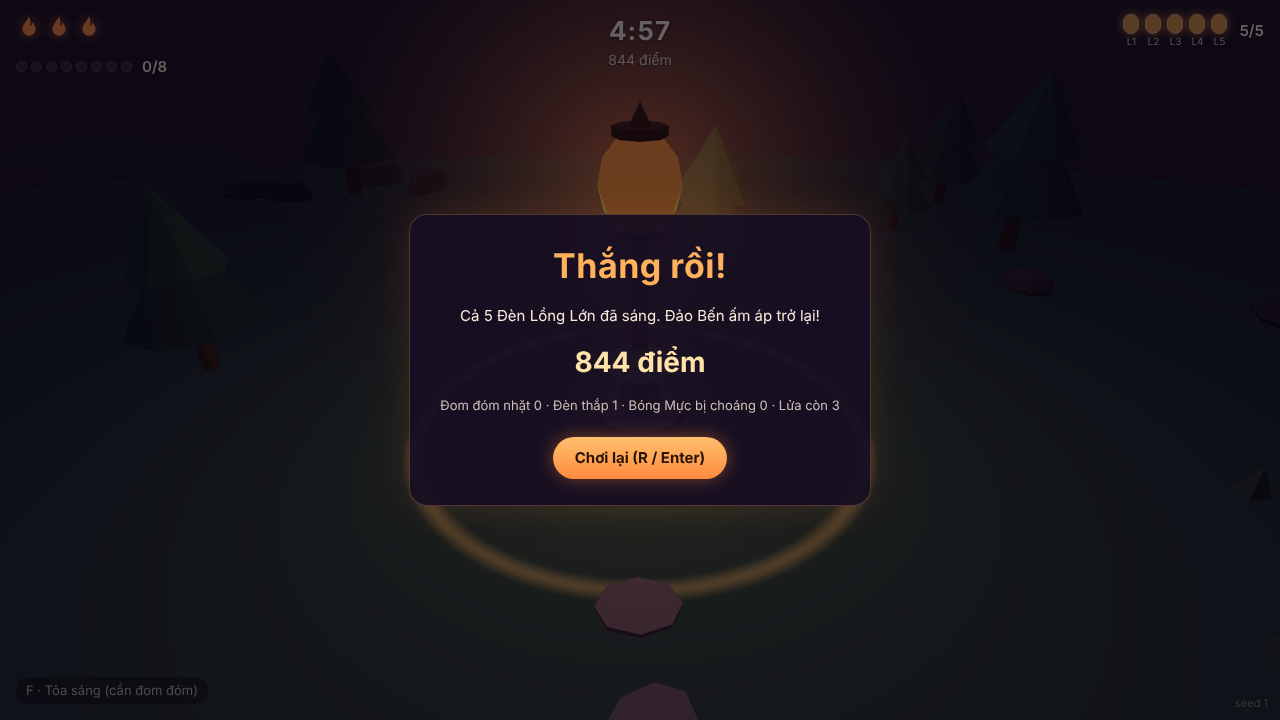 4:57
844 điểm
0/8
L1 L2 L3 L4 L5 5/5
Thắng rồi!
Cả 5 Đèn Lồng Lớn đã sáng. Đảo Bến ấm áp trở lại!
844 điểm
Đom đóm nhặt 0 · Đèn thắp 1 · Bóng Mực bị choáng 0 · Lửa còn 3
Chơi lại (R / Enter)
F · Tỏa sáng (cần đom đóm)
seed 1